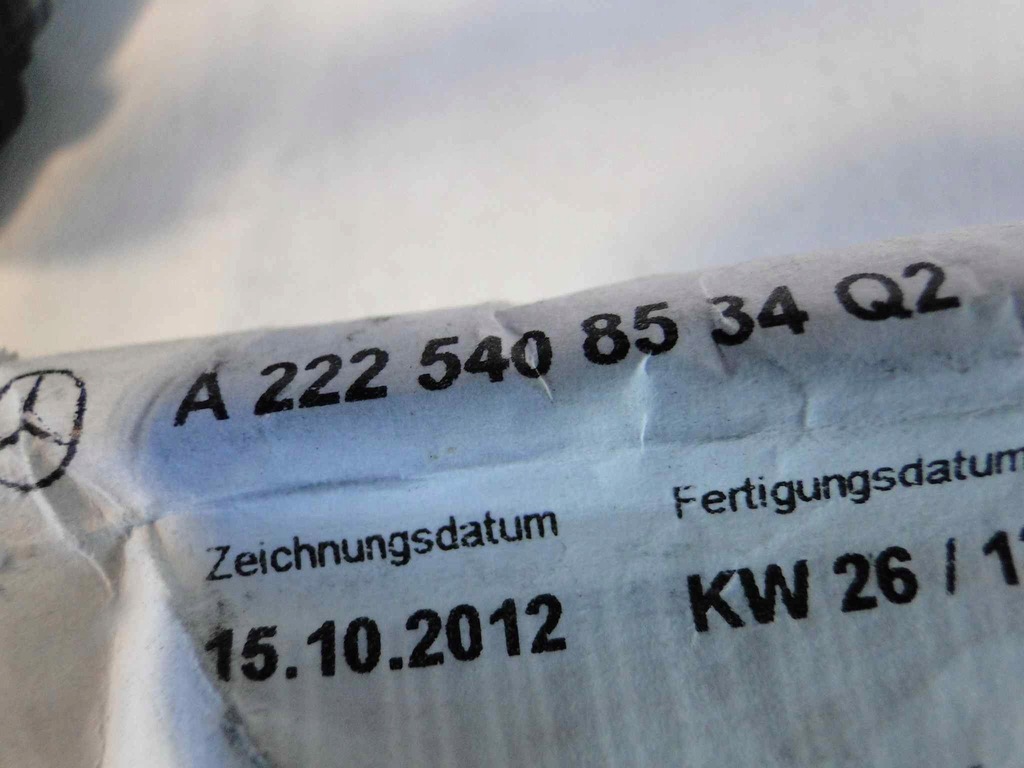 A 222 540 85 34 Q2
Zeichnungsdatum
Fertigungsdatum
15.10.2012
KW 26 /